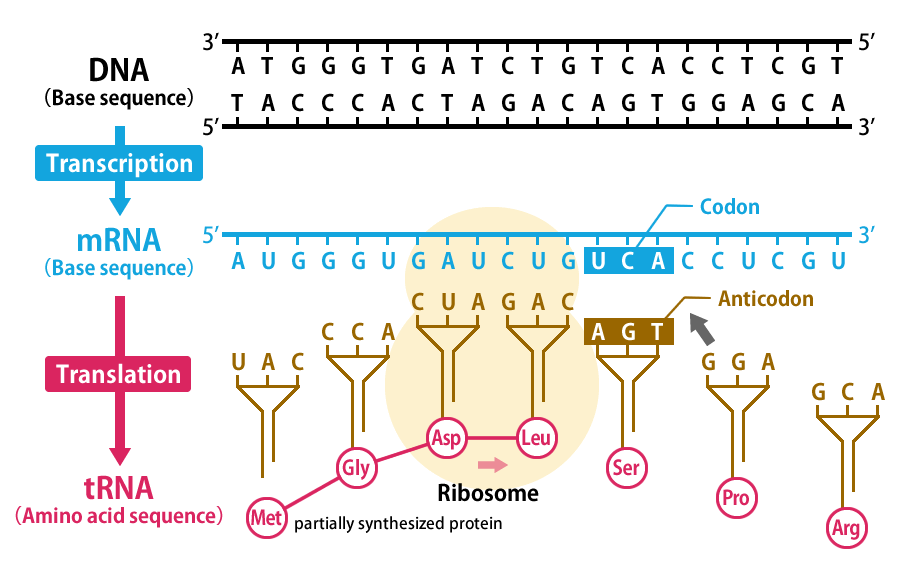 3′ 5′
A T G G G T G A T C T G T C A C C T C G T
DNA
(Base sequence)
T A C C C A C T A G A C A G T G G A G C A
5′ 3′
Transcription
Codon
5′ 3′
mRNA
(Base sequence)
A U G G G U G A U C U G U C A C C U C G U
Anticodon
C U A G A C
C C A
A G T
U A C
G G A
G C A
Translation
Asp Leu
Gly
Ser
Ribosome
tRNA
(Amino acid sequence)
Pro
Met
partially synthesized protein
Arg